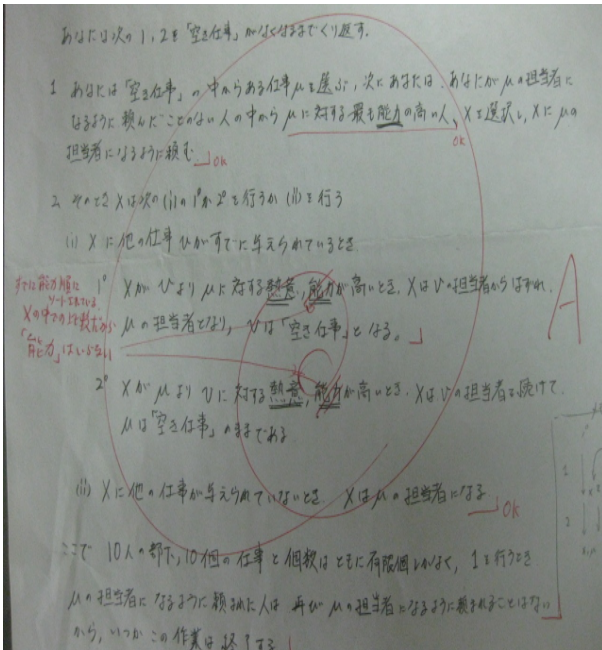 あなたは次の1,2を「空き仕事」がなくなるまでくり返す.
1 あなたは「空き仕事」の中からある仕事μを選ぶ,次にあなたは,あなたがμの担当者に
なるように頼んだことのない人の中からμに対する最も能力の高い人,Xを選択し,Xにμの
担当者になるように頼む. OK
OK
2 そのときXは次の(i)の1°か2°を行うか(ii)を行う
(i) Xに他の仕事νがすでに与えられているとき.
1° Xがνよりμに対する熱意,能力が高いとき.Xはνの担当者からはずれ,
μの担当者となり,νは「空き仕事」となる.
すでに能力順に
ソートされている.
Xの中での
「能力」はいらない
2° Xがμよりνに対する熱意,能力が高いとき.Xはνの担当者を続けて
μは「空き仕事」のままである
(ii) Xに他の仕事が与えられていないとき. Xはμの担当者になる
OK
ここで 10人の部下,10個の仕事と個数はともに有限個しかなく,1を行うとき
μの担当者になるように頼まれた人は 再びμの担当者になるように頼まれることはない
から,いつかこの作業は終了する
A
1
2